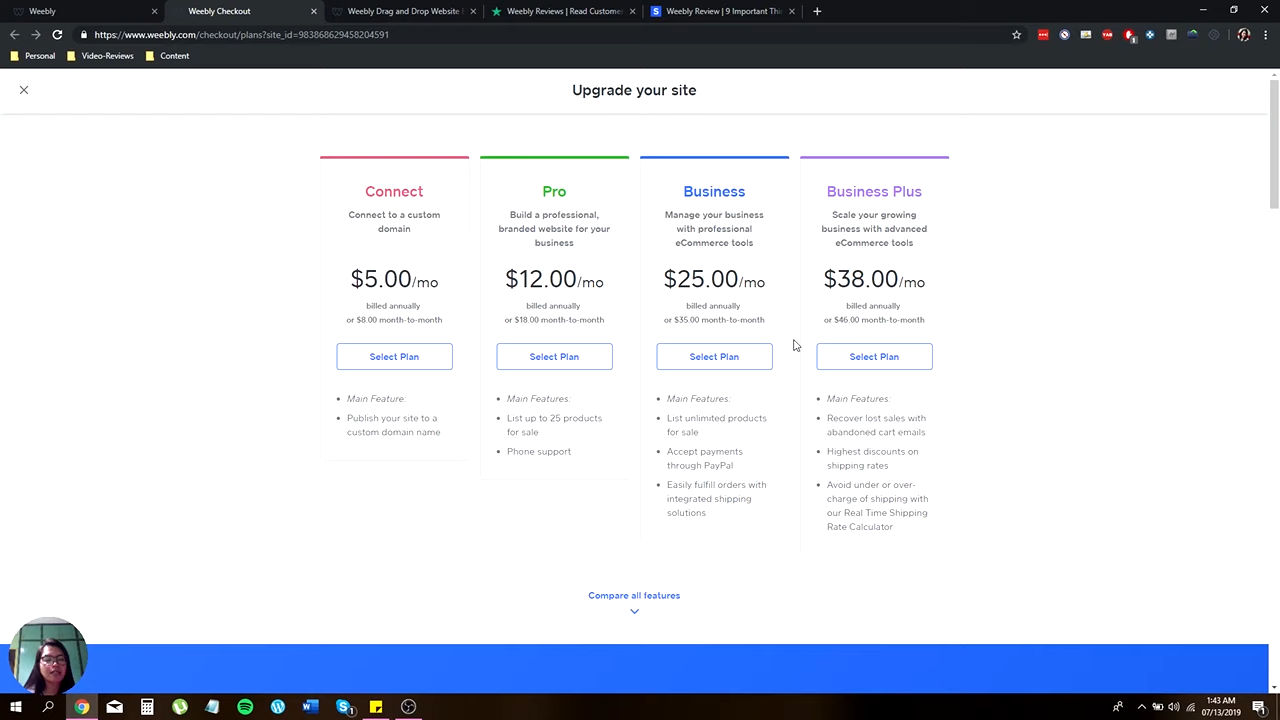 Weebly
Weebly Checkout
Weebly Drag and Drop Website
Weebly Reviews | Read Customer
Weebly Review | 9 Important Thi
https://www.weebly.com/checkout/plans?site_id=983868629458204591
Personal
Video-Reviews
Content
Upgrade your site
Connect
Connect to a custom
domain
$5.00/mo
billed annually
or $8.00 month-to-month
Select Plan
Main Feature:
Publish your site to a
custom domain name
Pro
Build a professional,
branded website for your
business
$12.00/mo
billed annually
or $18.00 month-to-month
Select Plan
Main Features:
List up to 25 products
for sale
Phone support
Business
Manage your business
with professional
eCommerce tools
$25.00/mo
billed annually
or $35.00 month-to-month
Select Plan
Main Features:
List unlimited products
for sale
Accept payments
through PayPal
Easily fulfill orders with
integrated shipping
solutions
Business Plus
Scale your growing
business with advanced
eCommerce tools
$38.00/mo
billed annually
or $46.00 month-to-month
Select Plan
Main Features:
Recover lost sales with
abandoned cart emails
Highest discounts on
shipping rates
Avoid under or over-
charge of shipping with
our Real Time Shipping
Rate Calculator
Compare all features
1:43 AM
07/13/2019